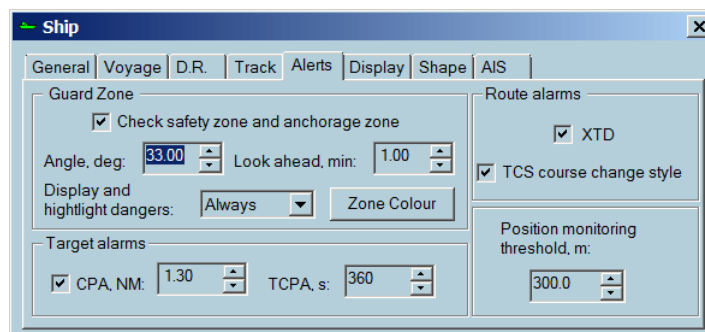 Ship
General Voyage D.R. Track Alerts Display Shape AIS
Guard Zone
Check safety zone and anchorage zone
Angle, deg: 33.00 Look ahead, min: 1.00
Display and
hightlight dangers: Always Zone Colour
Target alarms
CPA, NM: 1.30 TCPA, s: 360
Route alarms
XTD
TCS course change style
Position monitoring
threshold, m:
300.0